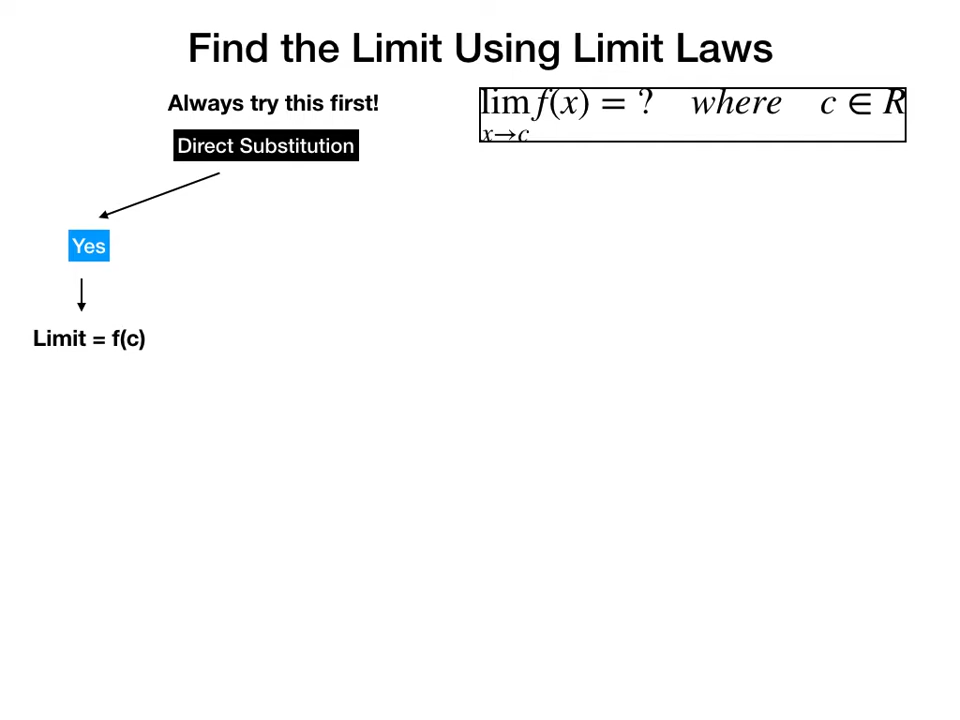 Find the Limit Using Limit Laws
Always try this first!
Direct Substitution
lim f(x) = ? where c ∈ R
x→c
Yes
Limit = f(c)